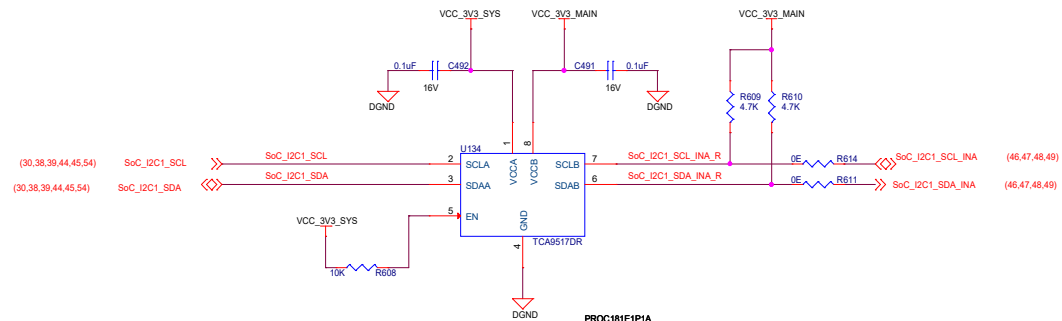 VCC_3V3_SYS
VCC_3V3_MAIN
VCC_3V3_MAIN
0.1uF
C492
16V
DGND
C491
0.1uF
16V
DGND
R609
4.7K
R610
4.7K
U134
1
8
VCCA
VCCB
(30,38,39,44,45,54)
SoC_I2C1_SCL
SoC_I2C1_SCL
2
SCLA
SCLB
7
SoC_I2C1_SCL_INA_R
0E
R614
SoC_I2C1_SCL_INA
(46,47,48,49)
(30,38,39,44,45,54)
SoC_I2C1_SDA
SoC_I2C1_SDA
3
SDAA
SDAB
6
SoC_I2C1_SDA_INA_R
0E
R611
SoC_I2C1_SDA_INA
(46,47,48,49)
VCC_3V3_SYS
5
EN
GND
4
TCA9517DR
10K
R608
DGND
PROC181E1P1A